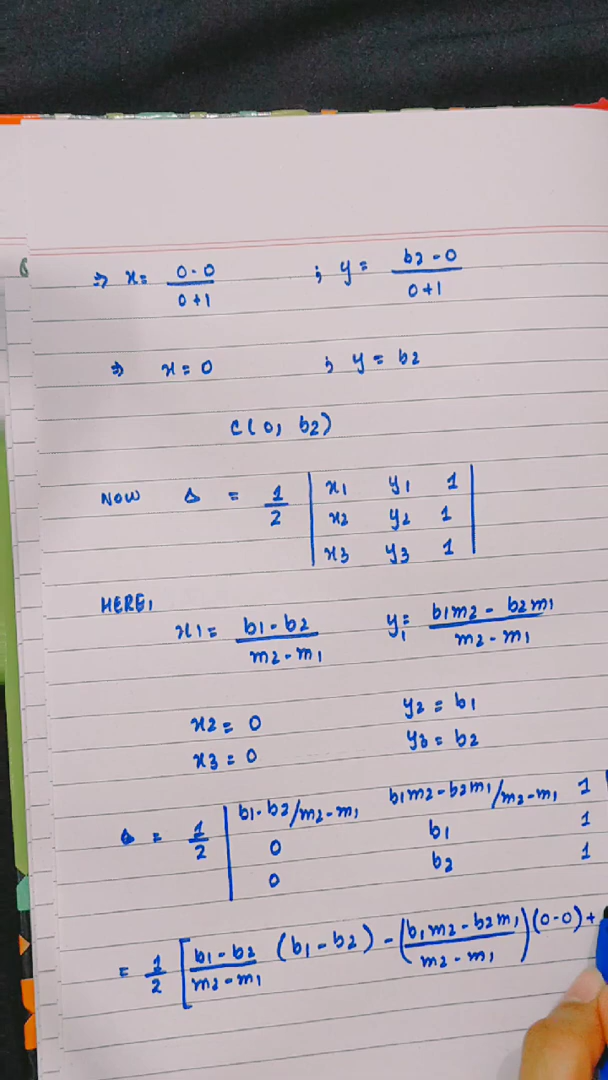 ⇒ x = 0-0/0+1 ; y = b2-0/0+1
⇒ x = 0 ; y = b2
C(0, b2)
NOW Δ = 1/2 | x1 y1 1
x2 y2 1
x3 y3 1 |
HERE,
x1 = b1-b2/m2-m1 y1 = b1m2-b2m1/m2-m1
x2 = 0 y2 = b1
x3 = 0 y3 = b2
Δ = 1/2 | b1-b2/m2-m1 b1m2-b2m1/m2-m1 1
0 b1 1
0 b2 1
= 1/2 [ b1-b2/m2-m1 (b1-b2) - (b1m2-b2m1/m2-m1) (0-0) +